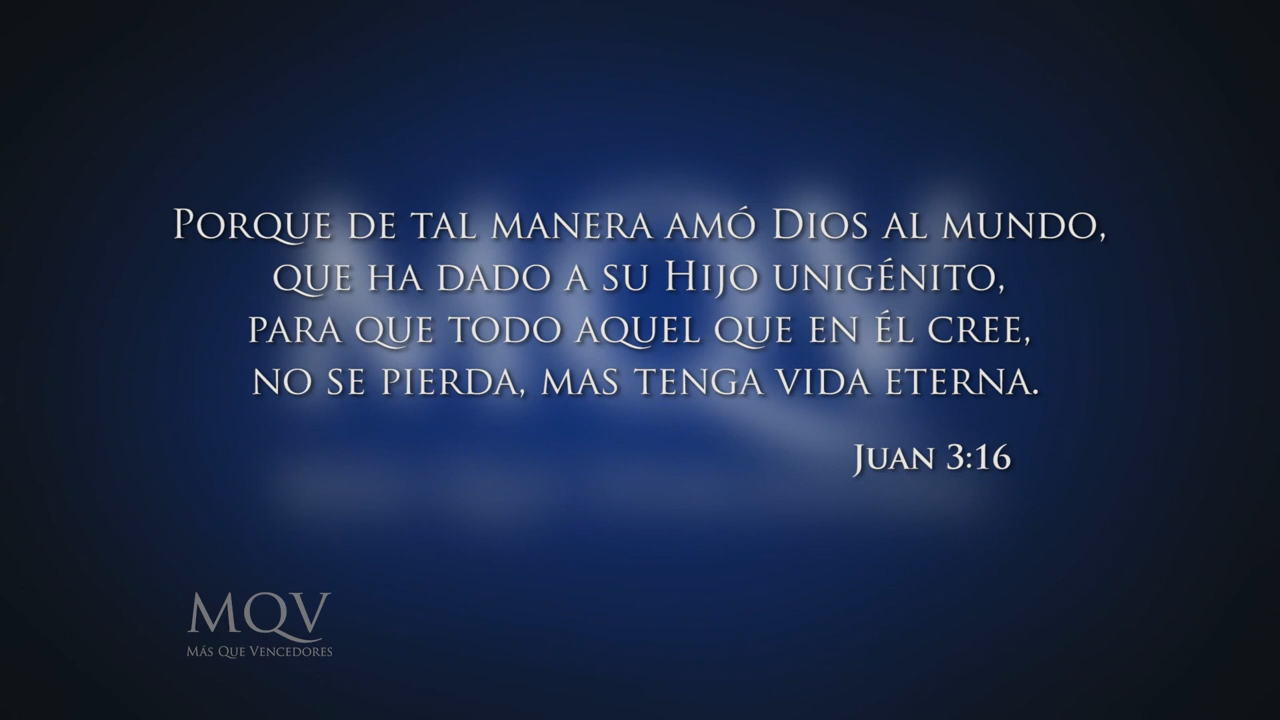 Porque de tal manera amó Dios al mundo,
que ha dado a su Hijo unigénito,
para que todo aquel que en él cree,
no se pierda, mas tenga vida eterna.
Juan 3:16
MQV
Más Que Vencedores